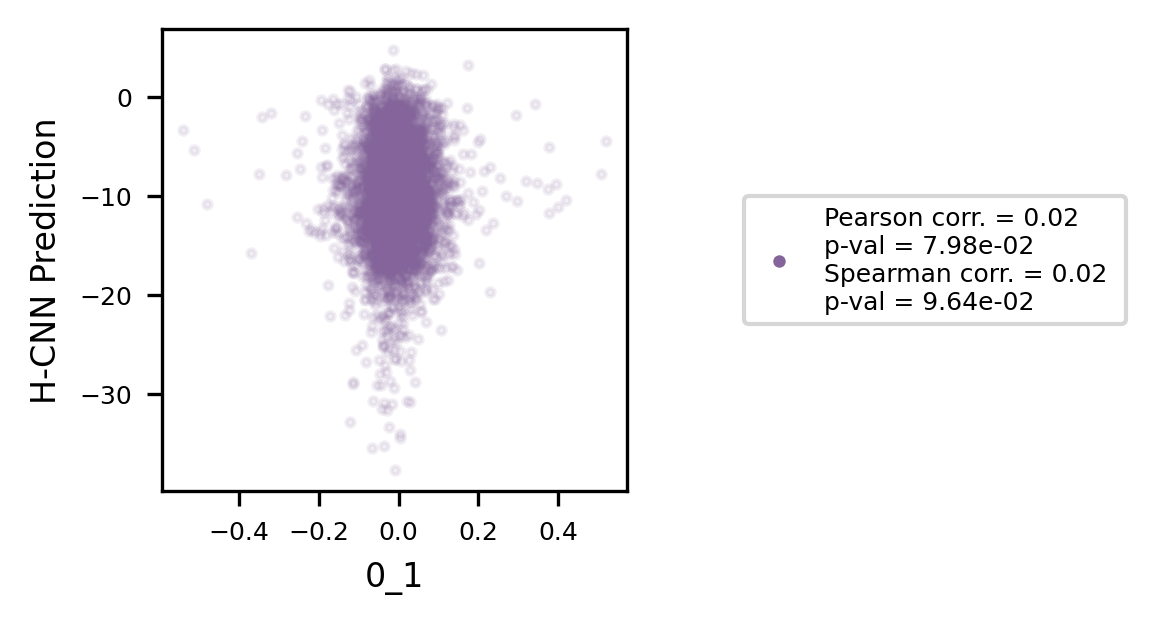 H-CNN Prediction
0
−10
−20
−30
−0.4 −0.2 0.0 0.2 0.4
0_1
Pearson corr. = 0.02
p-val = 7.98e-02
Spearman corr. = 0.02
p-val = 9.64e-02